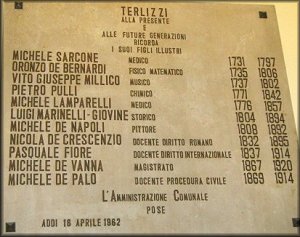 TERLIZZI
ALLA PRESENTE
E
ALLE FUTURE GENERAZIONI
RICORDA
I SUOI FIGLI ILLUSTRI
MICHELE SARCONE MEDICO 1731 1797
ORONZO DE BERNARDI FISICO MATEMATICO 1735 1806
VITO GIUSEPPE MILLICO MUSICO 1737 1802
PIETRO PULLI CHIMICO 1771 1842
MICHELE LAMPARELLI MEDICO 1776 1857
LUIGI MARINELLI-GIOVINE STORICO 1804 1894
MICHELE DE NAPOLI PITTORE 1808 1892
NICOLA DE CRESCENZIO DOCENTE DIRITTO ROMANO 1832 1895
PASQUALE FIORE DOCENTE DIRITTO INTERNAZIONALE 1837 1914
MICHELE DE VANNA MAGISTRATO 1867 1920
MICHELE DE PALO DOCENTE PROCEDURA CIVILE 1869 1914
L'AMMINISTRAZIONE COMUNALE
POSE
ADDI 16 APRILE 1962